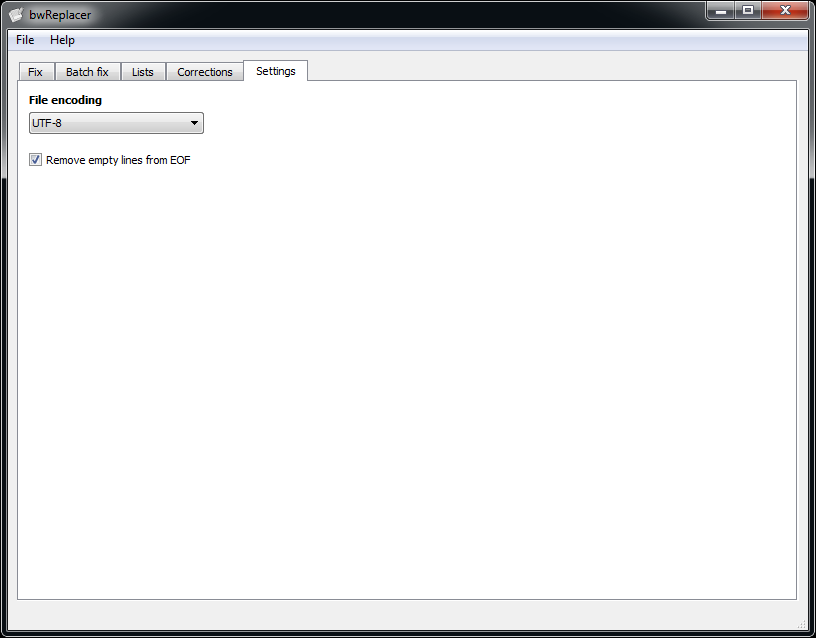 bwReplacer
File Help
Fix Batch fix Lists Corrections Settings
File encoding
UTF-8
Remove empty lines from EOF